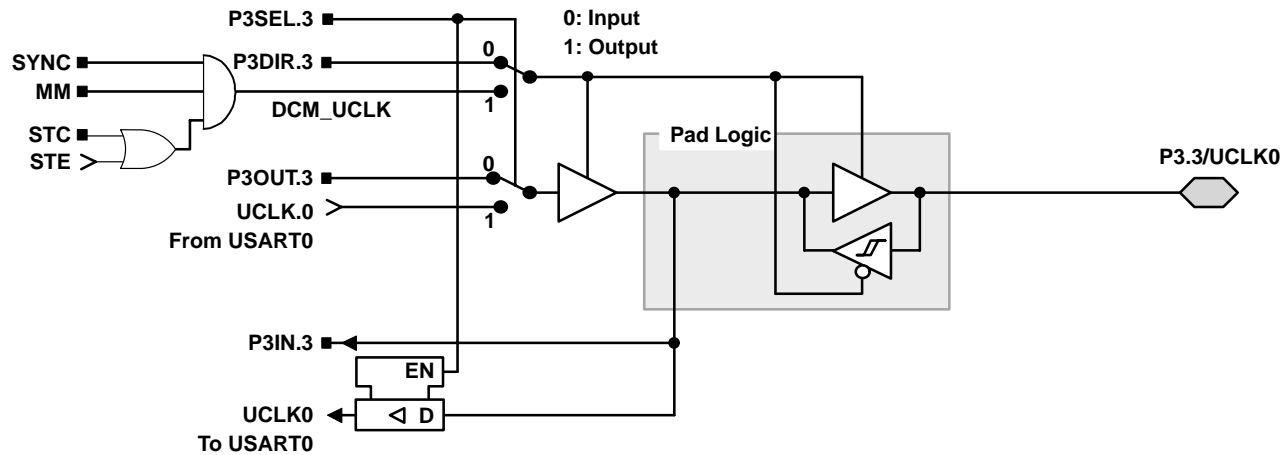 P3SEL.3
0: Input
1: Output
SYNC
P3DIR.3
0
MM
1
DCM_UCLK
STC
STE
Pad Logic
P3.3/UCLK0
P3OUT.3
0
UCLK.0
1
From USART0
P3IN.3
EN
UCLK0
D
To USART0